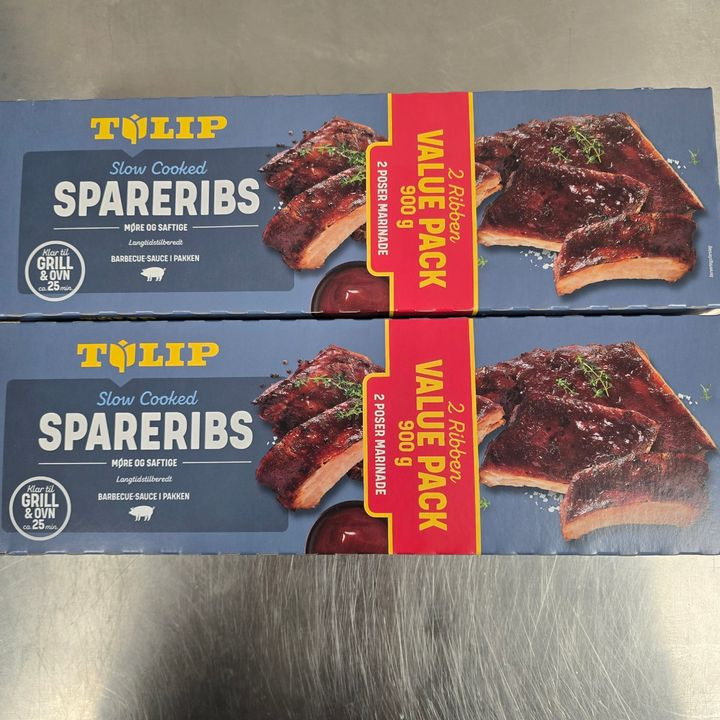 TULIP
Slow Cooked
SPARERIBS
MØRE OG SAFTIGE
Langtidstilberedt
BARBECUE-SAUCE I PAKKEN
Klar til
GRILL
& OVN
ca. 25 min.
2 Ribben
VALUE PACK
900 g
2 POSER MARINADE
TULIP
Slow Cooked
SPARERIBS
MØRE OG SAFTIGE
Langtidstilberedt
BARBECUE-SAUCE I PAKKEN
Klar til
GRILL
& OVN
ca. 25 min.
2 Ribben
VALUE PACK
900 g
2 POSER MARINADE